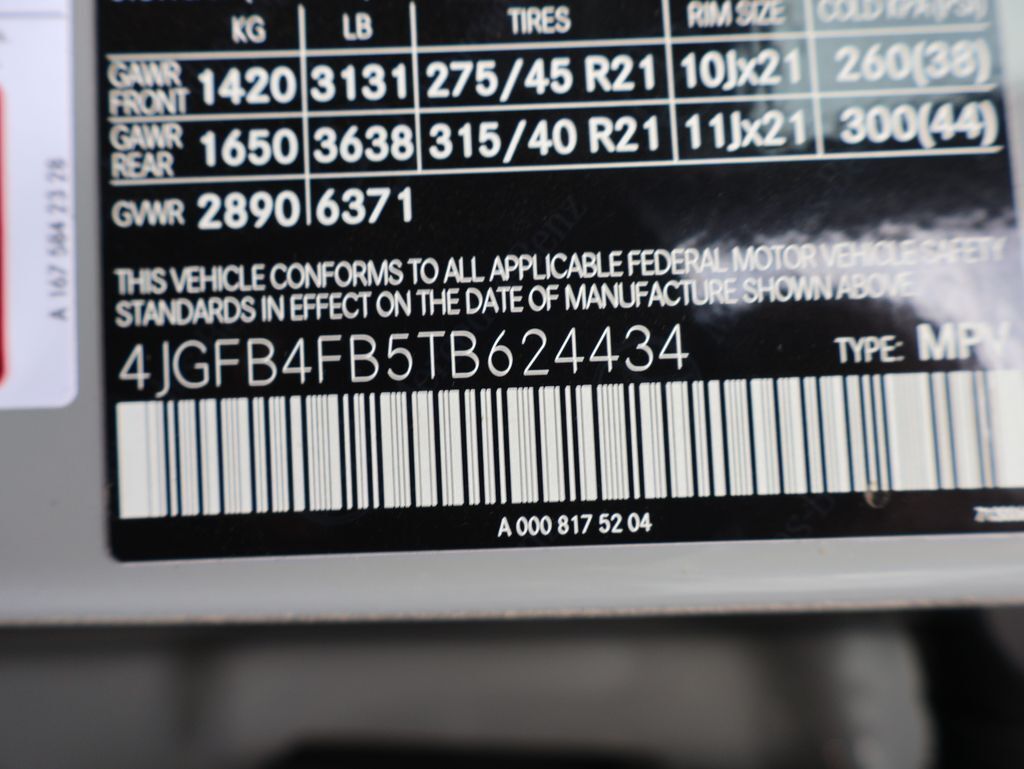 KG LB TIRES RIM SIZE COLD KPA (PSI)
GAWR FRONT 1420 3131 275/45 R21 10Jx21 260(38)
GAWR REAR 1650 3638 315/40 R21 11Jx21 300(44)
GVWR 2890 6371
THIS VEHICLE CONFORMS TO ALL APPLICABLE FEDERAL MOTOR VEHICLE SAFETY
STANDARDS IN EFFECT ON THE DATE OF MANUFACTURE SHOWN ABOVE
4JGFB4FB5TB624434 TYPE: MPV
A 000 817 52 04
A 167 584 23 28